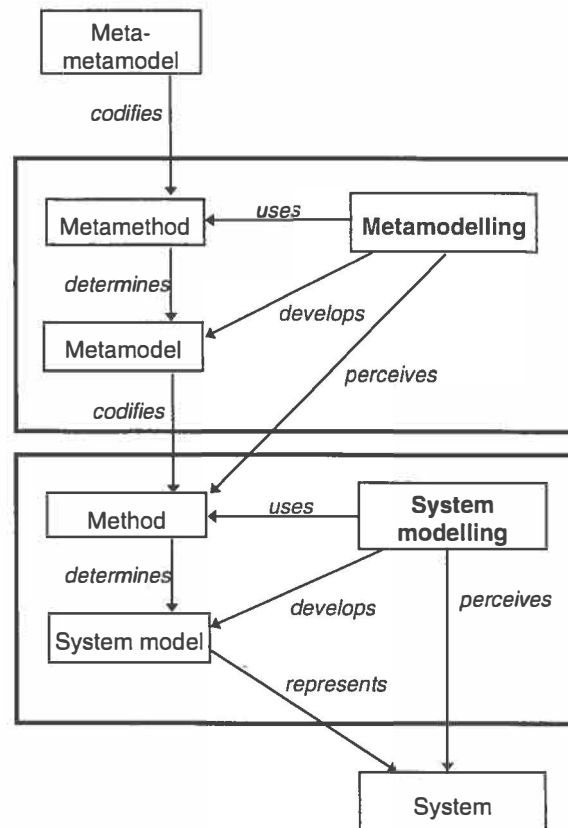 Meta-
metamodel
codifies
Metamethod
uses
Metamodelling
determines
develops
Metamodel
perceives
codifies
Method
uses
System
modelling
determines
develops
perceives
System model
represents
System